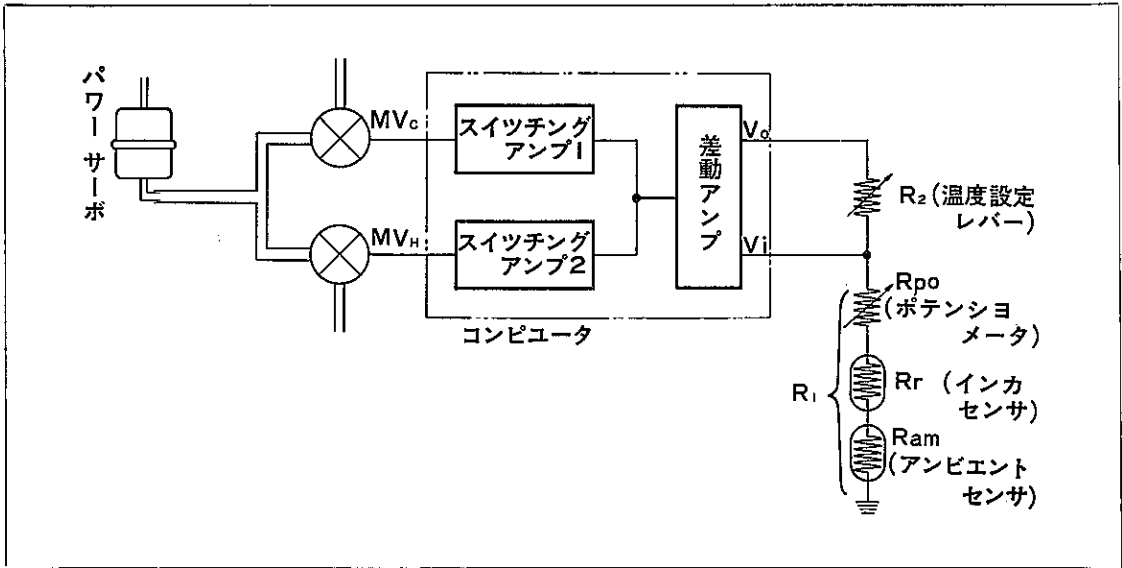 パワーサーボ
MVc
スイツチング
アンプ1
差動アンプ
Vo
R₂(温度設定
レバー)
MVH
スイツチング
アンプ2
Vi
コンピユータ
Rpo
(ポテンショ
メータ)
R₁
Rr (インカ
センサ)
Ram
(アンビエント
センサ)